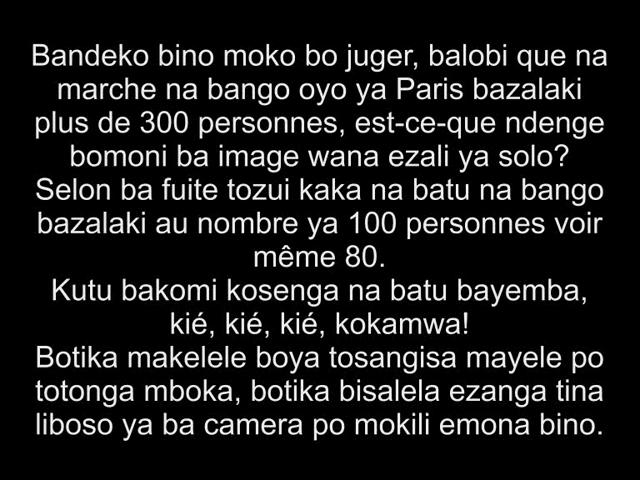 Bandeko bino moko bo juger, balobi que na
marche na bango oyo ya Paris bazalaki
plus de 300 personnes, est-ce-que ndenge
bomoni ba image wana ezali ya solo?
Selon ba fuite tozui kaka na batu na bango
bazalaki au nombre ya 100 personnes voir
même 80.
Kutu bakomi kosenga na batu bayemba,
kié, kié, kié, kokamwa!
Botika makelele boya tosangisa mayele po
totonga mboka, botika bisalela ezanga tina
liboso ya ba camera po mokili emona bino.